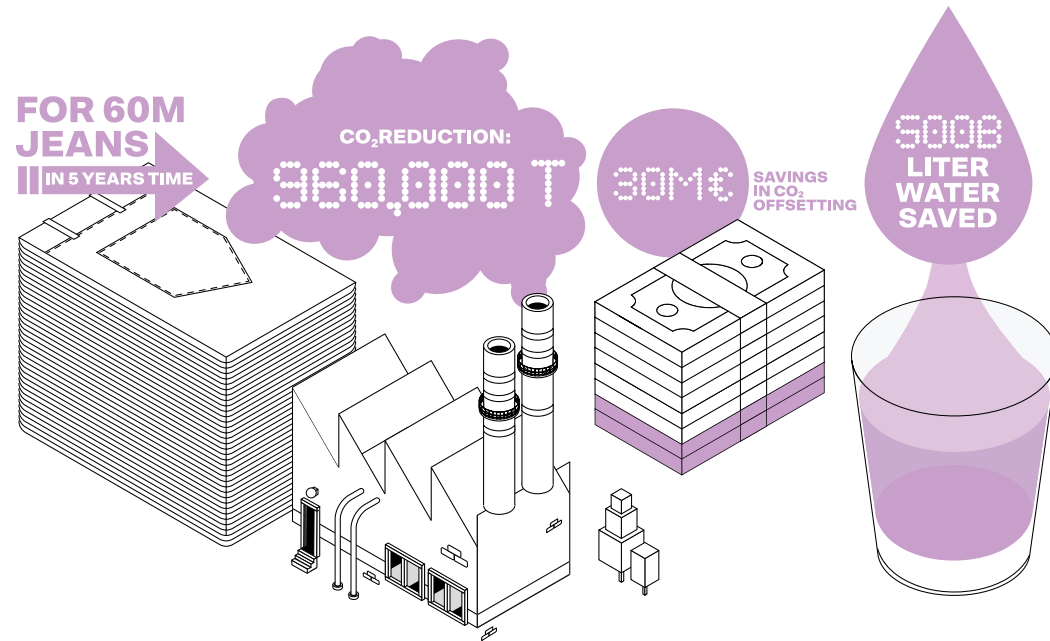 FOR 60M
JEANS
IN 5 YEARS TIME
CO₂REDUCTION:
960,000 T
30M€
SAVINGS
IN CO₂
OFFSETTING
500B
LITER
WATER
SAVED